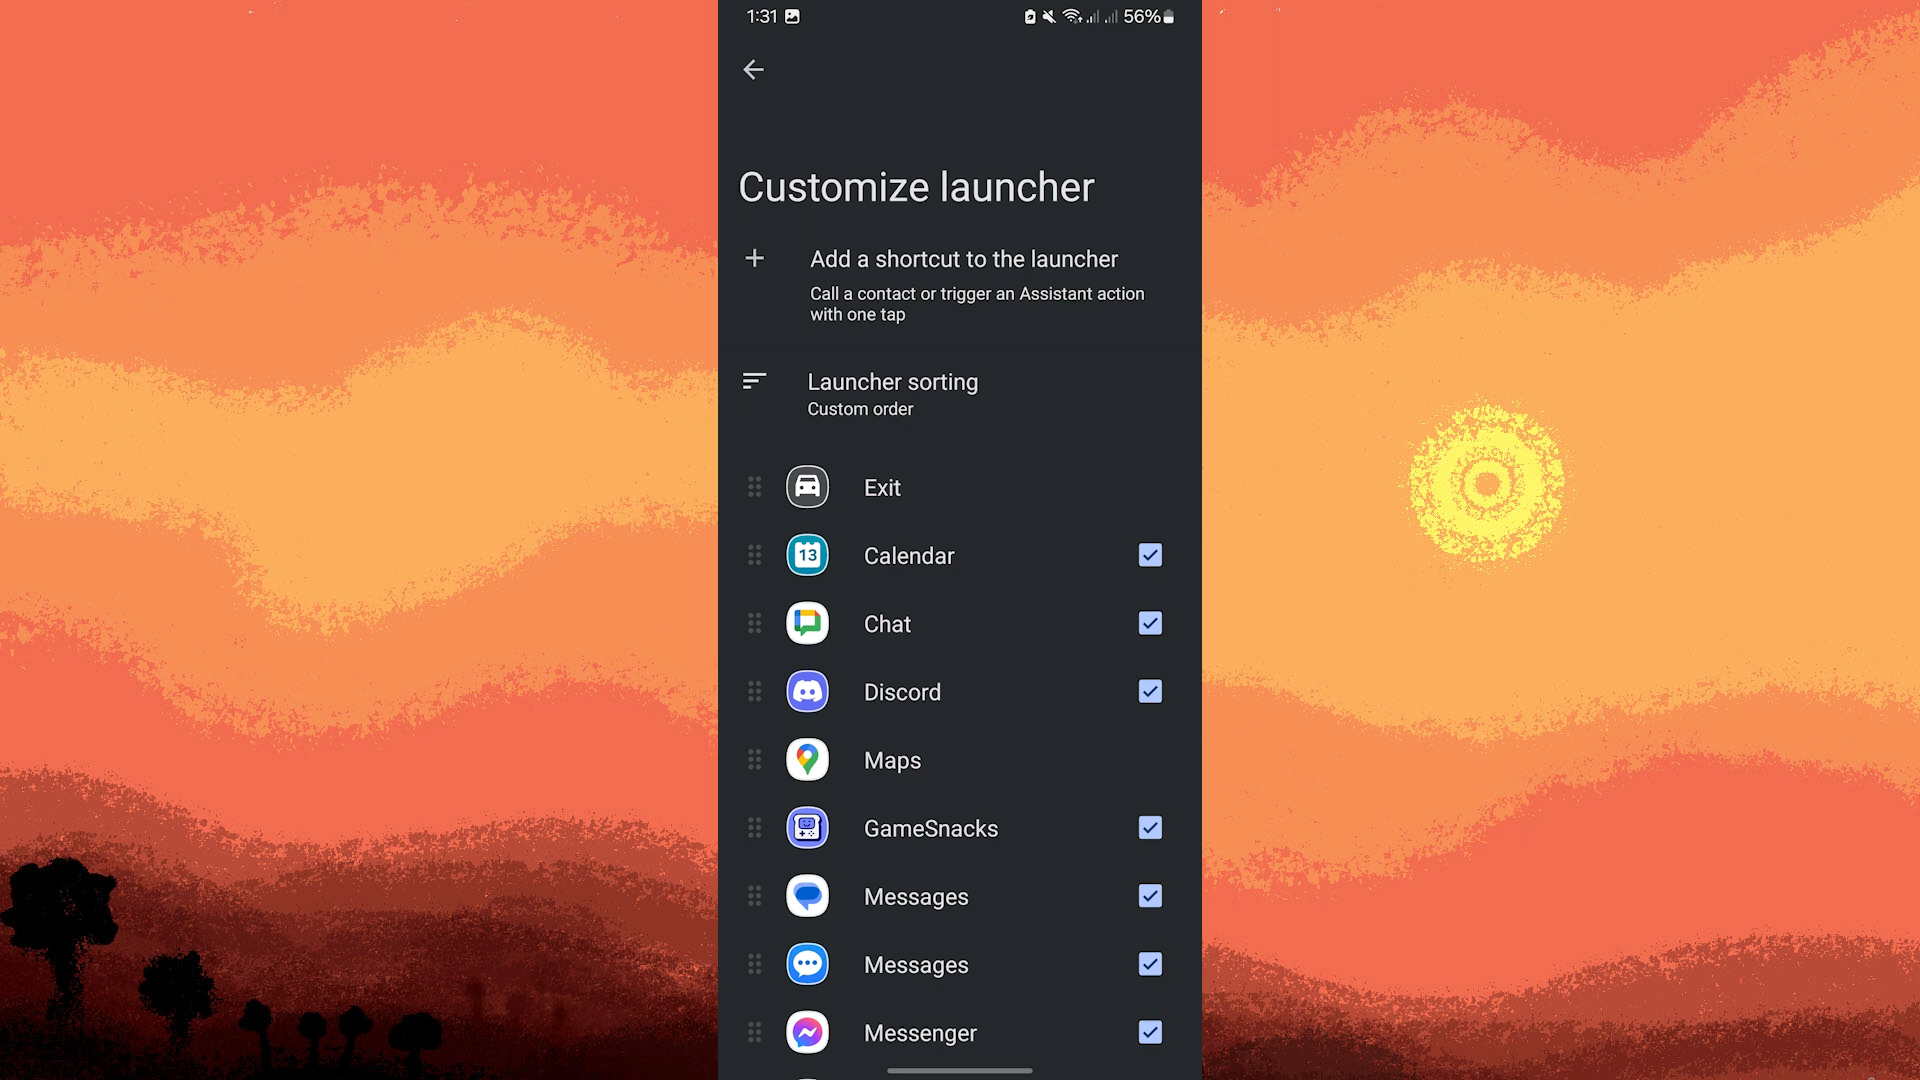 1:31 56%
Customize launcher
Add a shortcut to the launcher
Call a contact or trigger an Assistant action
with one tap
Launcher sorting
Custom order
Exit
13
Calendar
Chat
Discord
Maps
GameSnacks
Messages
Messages
Messenger